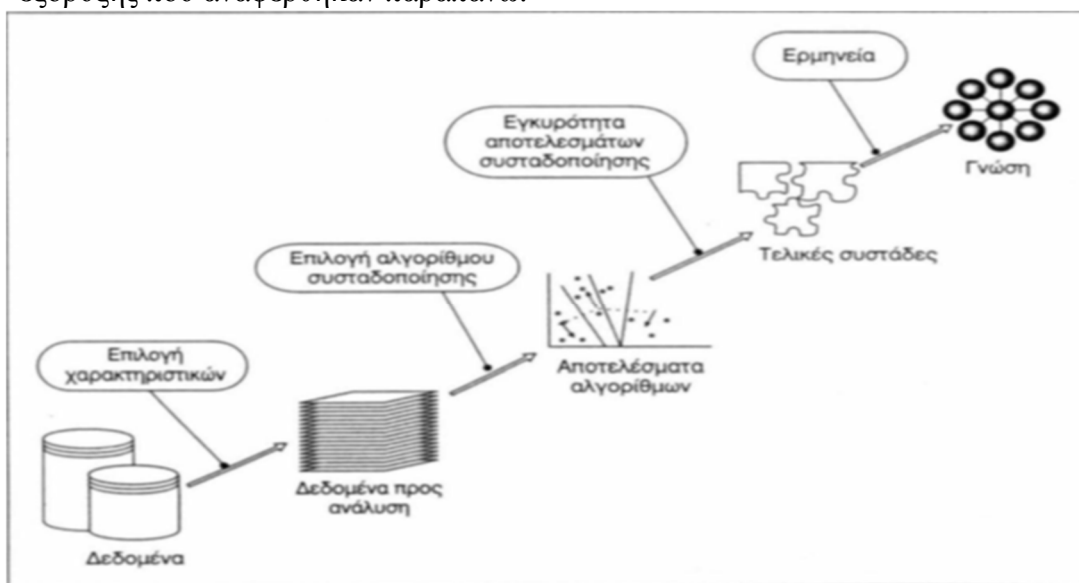 Ερμηνεία
Γνώση
Εγκυρότητα
αποτελεσμάτων
συσταδοποίησης
Τελικές συστάδες
Επιλογή αλγορίθμου
συσταδοποίησης
Αποτελέσματα
αλγορίθμων
Επιλογή
χαρακτηριστικών
Δεδομένα προς
ανάλυση
Δεδομένα